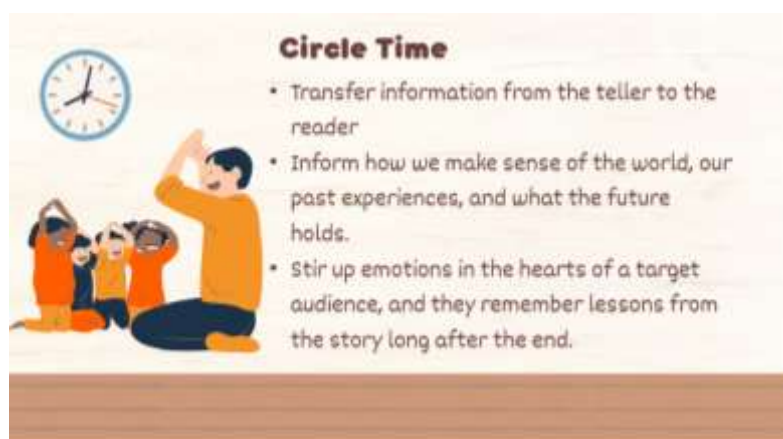 Circle Time
• Transfer information from the teller to the
reader
• Inform how we make sense of the world, our
past experiences, and what the future
holds.
• Stir up emotions in the hearts of a target
audience, and they remember lessons from
the story long after the end.